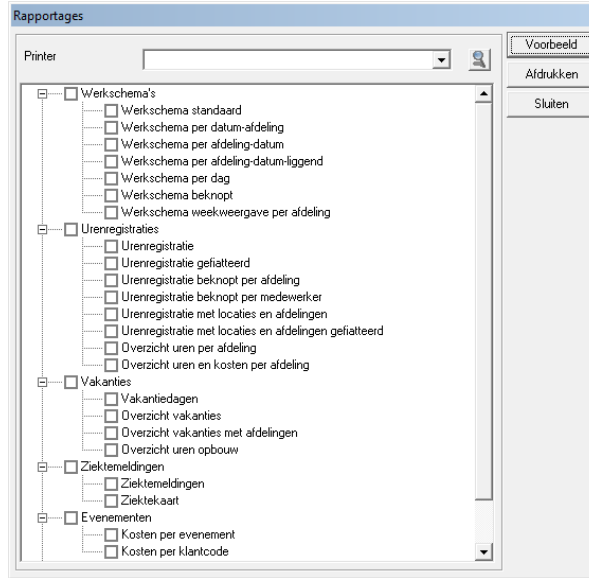 Rapportages
Printer
Voorbeeld
Afdrukken
Sluiten
Werkschema's
Werkschema standaard
Werkschema per datum-afdeling
Werkschema per afdeling-datum
Werkschema per afdeling-datum-liggend
Werkschema per dag
Werkschema beknopt
Werkschema weekweergave per afdeling
Urenregistraties
Urenregistratie
Urenregistratie gefiatteerd
Urenregistratie beknopt per afdeling
Urenregistratie beknopt per medewerker
Urenregistratie met locaties en afdelingen
Urenregistratie met locaties en afdelingen gefiatteerd
Overzicht uren per afdeling
Overzicht uren en kosten per afdeling
Vakanties
Vakantiedagen
Overzicht vakanties
Overzicht vakanties met afdelingen
Overzicht uren opbouw
Ziektemeldingen
Ziektemeldingen
Ziektekaart
Evenementen
Kosten per evenement
Kosten per klantcode